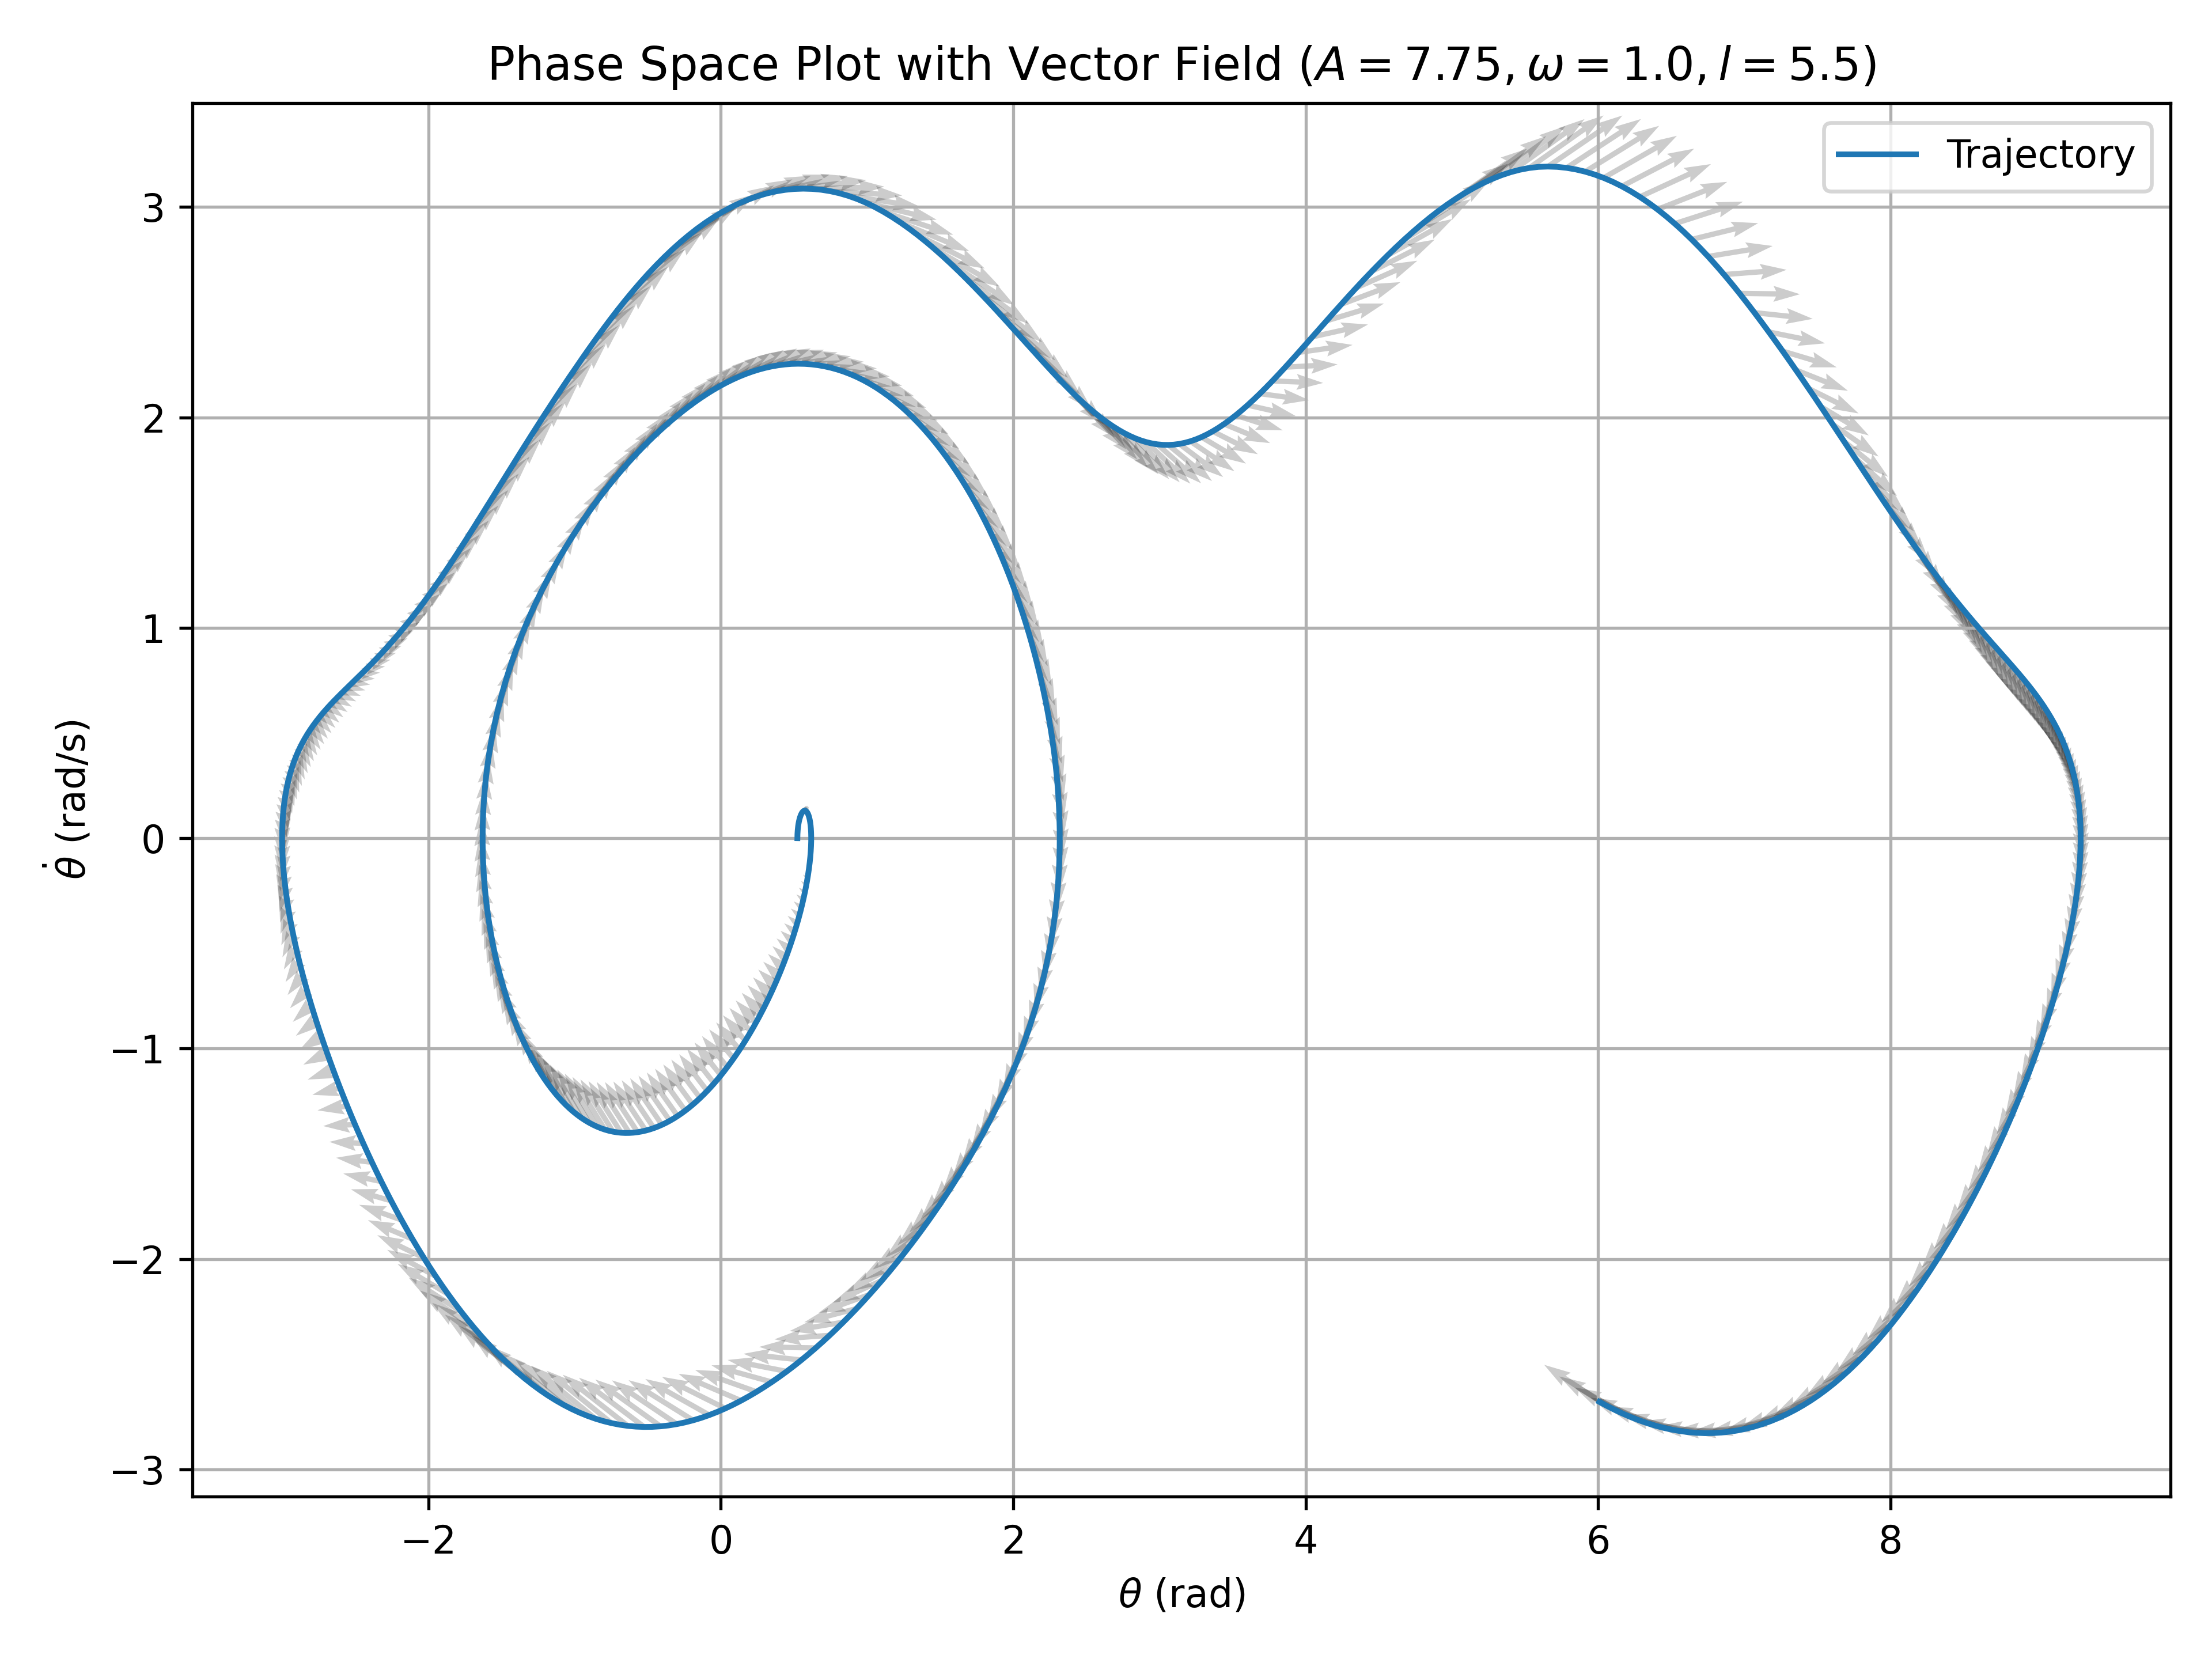 Phase Space Plot with Vector Field (A = 7.75, ω = 1.0, l = 5.5)
Trajectory
3
2
1
0
−1
−2
−3
θ̇ (rad/s)
−2 0 2 4 6 8
θ (rad)